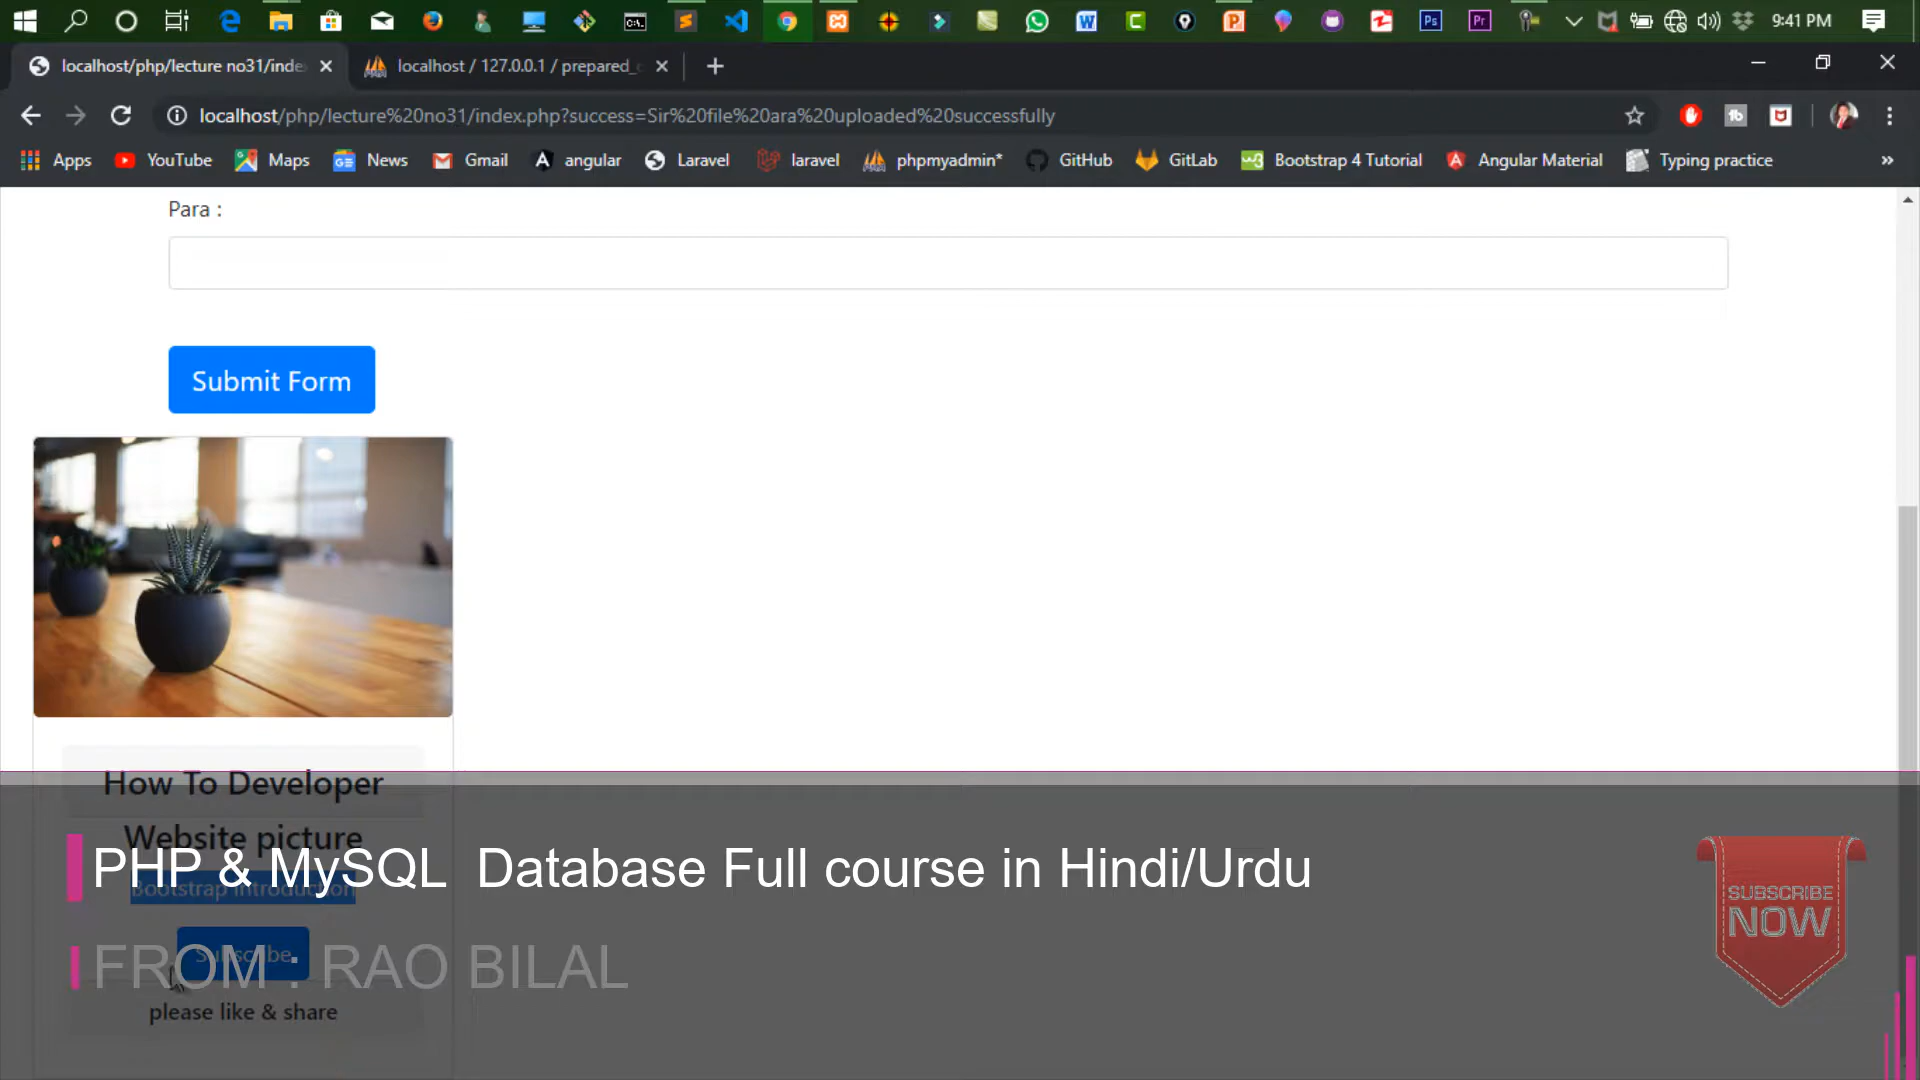 9:41 PM
localhost/php/lecture no31/inde
localhost / 127.0.0.1 / prepared_
localhost/php/lecture%20no31/index.php?success=Sir%20file%20ara%20uploaded%20successfully
Apps YouTube Maps News Gmail angular Laravel laravel phpmyadmin* GitHub GitLab Bootstrap 4 Tutorial Angular Material Typing practice »
Para :
Submit Form
How To Developer
Website picture
PHP & MySQL Database Full course in Hindi/Urdu
Bootstrap Introduction
Subscribe
FROM : RAO BILAL
please like & share
SUBSCRIBE
NOW